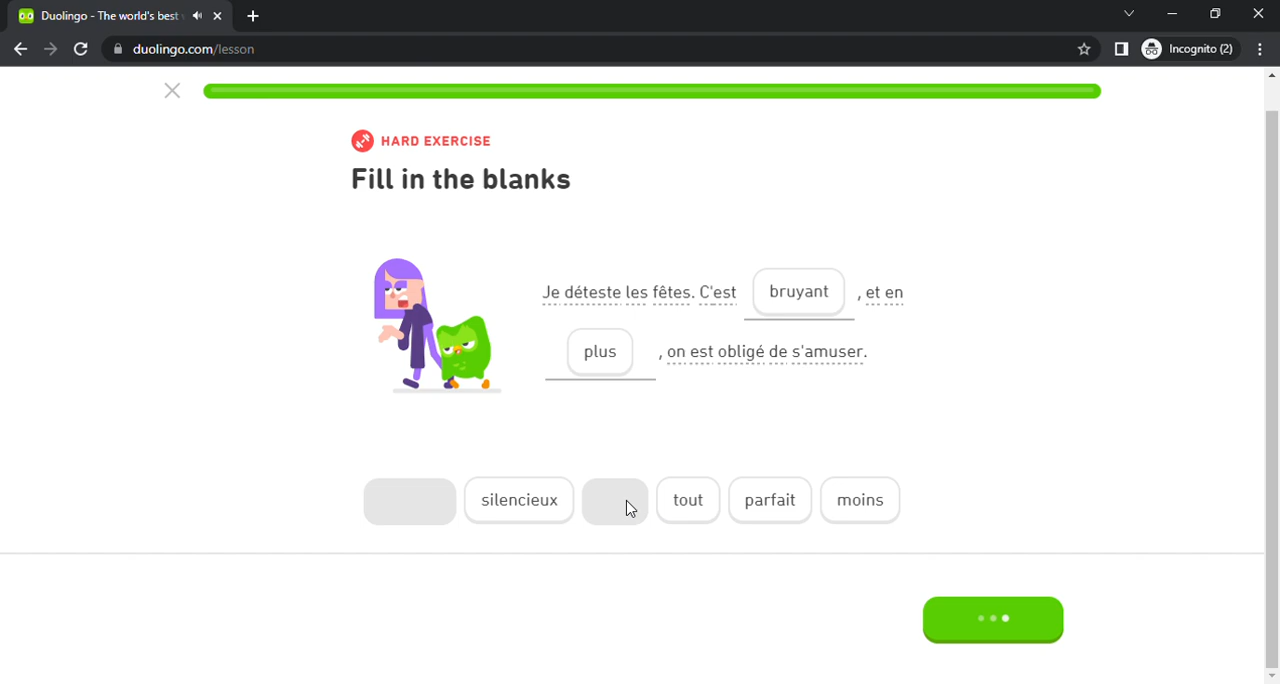 Duolingo - The world's best
duolingo.com/lesson
Incognito (2)
HARD EXERCISE
Fill in the blanks
Je déteste les fêtes. C'est bruyant , et en
plus , on est obligé de s'amuser.
silencieux tout parfait moins